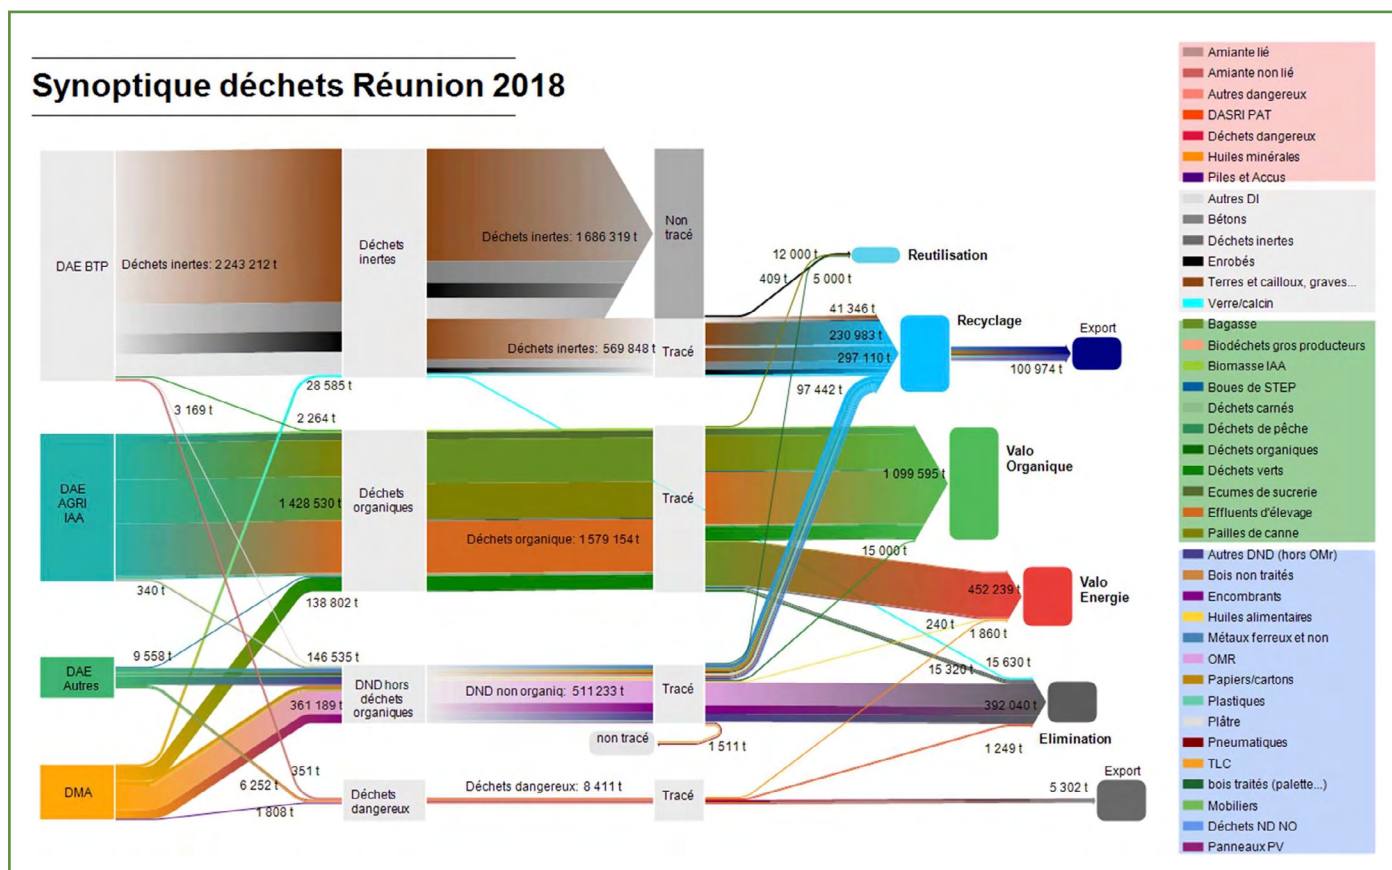 Synoptique déchets Réunion 2018
DAE BTP
Déchets inertes: 2 243 212 t
Déchets
inertes
Déchets inertes: 1 686 319 t
Non
tracé
Déchets inertes: 569 848 t
Tracé
12 000 t
409 t
5 000 t
Reutilisation
41 346 t
230 983 t
297 110 t
97 442 t
Recyclage
100 974 t
Export
28 585 t
3 169 t
2 264 t
DAE
AGRI
IAA
1 428 530 t
Déchets
organiques
Déchets organique: 1 579 154 t
Tracé
1 099 595 t
Valo
Organique
15 000 t
452 239 t
Valo
Energie
240 t
1 860 t
340 t
138 802 t
15 630 t
15 320 t
DAE
Autres
9 558 t
146 535 t
361 189 t
DND hors
déchets
organiques
DND non organiq: 511 233 t
Tracé
392 040 t
Elimination
non tracé
1 511 t
1 249 t
DMA
351 t
6 252 t
1 808 t
Déchets
dangereux
Déchets dangereux: 8 411 t
Tracé
5 302 t
Export
Amiante lié
Amiante non lié
Autres dangereux
DASRI PAT
Déchets dangereux
Huiles minérales
Piles et Accus
Autres DI
Bétons
Déchets inertes
Enrobés
Terres et cailloux, graves...
Verre/calcin
Bagasse
Biodéchets gros producteurs
Biomasse IAA
Boues de STEP
Déchets carnés
Déchets de pêche
Déchets organiques
Déchets verts
Ecumes de sucrerie
Effluents d'élevage
Pailles de canne
Autres DND (hors OMr)
Bois non traités
Encombrants
Huiles alimentaires
Métaux ferreux et non
OMR
Papiers/cartons
Plastiques
Plâtre
Pneumatiques
TLC
bois traités (palette...)
Mobiliers
Déchets ND NO
Panneaux PV